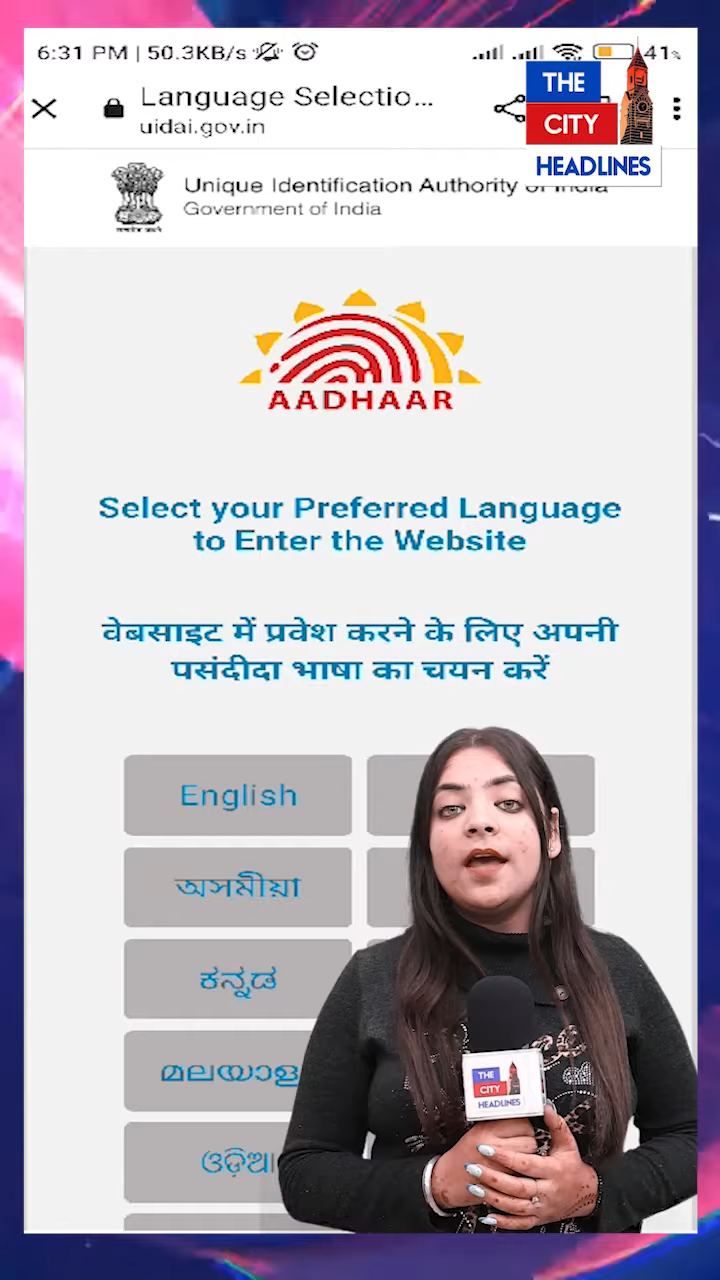 6:31 PM | 50.3KB/s
41%
Language Selectio...
uidai.gov.in
THE
CITY
HEADLINES
Unique Identification Authority of India
Government of India
AADHAAR
Select your Preferred Language
to Enter the Website
वेबसाइट में प्रवेश करने के लिए अपनी
पसंदीदा भाषा का चयन करें
English
অসমীয়া
ಕನ್ನಡ
മലയാള
ଓଡ଼ିଆ
THE
CITY
HEADLINES